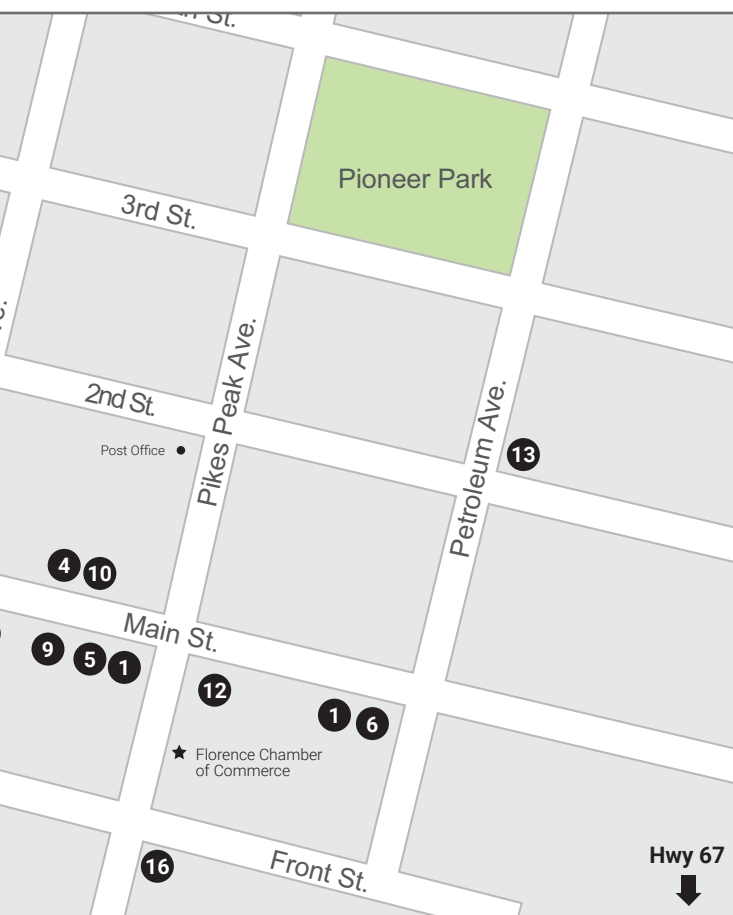 St.
Pioneer Park
3rd St.
Pikes Peak Ave.
2nd St.
Petroleum Ave.
Post Office
13
4
10
Main St.
9
5
1
12
1
6
Florence Chamber
of Commerce
Hwy 67
16
Front St.